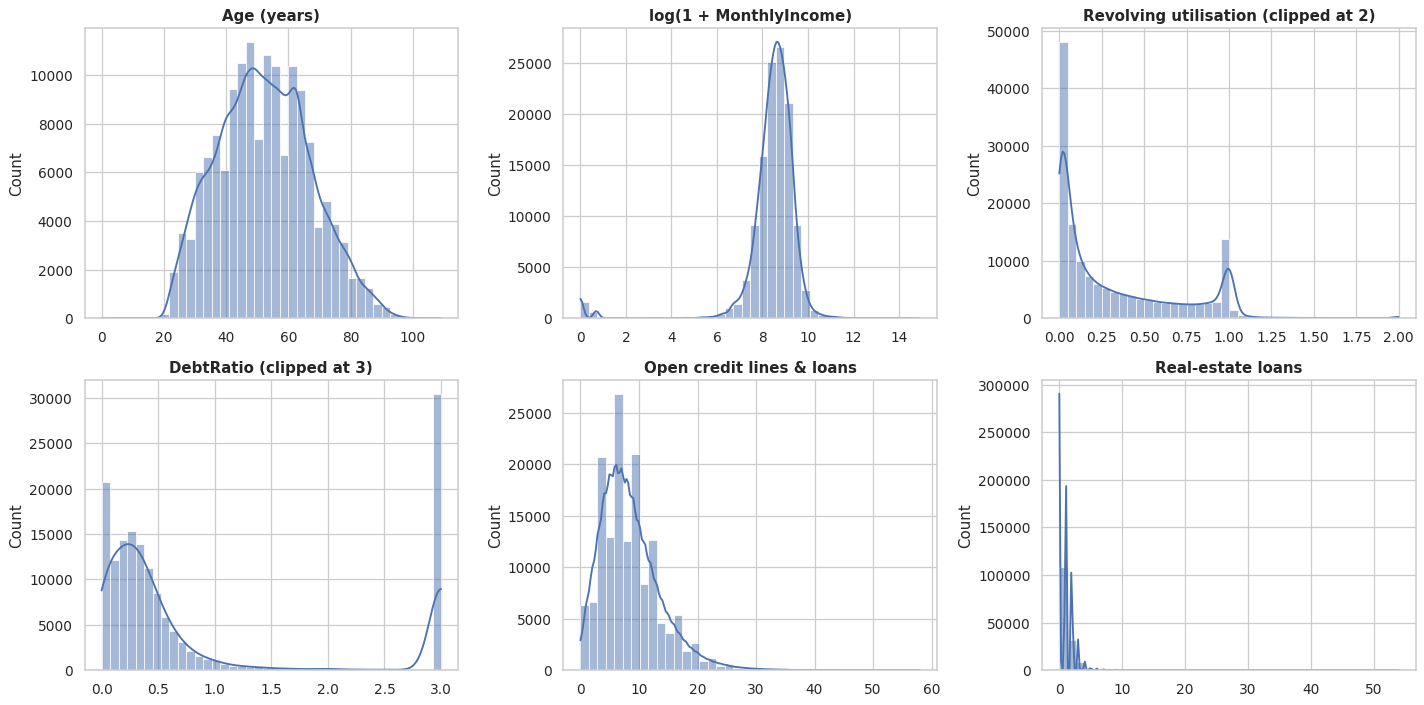 Age (years)
log(1 + MonthlyIncome)
Revolving utilisation (clipped at 2)
Count
10000
8000
6000
4000
2000
0
0 20 40 60 80 100
Count
25000
20000
15000
10000
5000
0
0 2 4 6 8 10 12 14
Count
50000
40000
30000
20000
10000
0
0.00 0.25 0.50 0.75 1.00 1.25 1.50 1.75 2.00
DebtRatio (clipped at 3)
Open credit lines & loans
Real-estate loans
Count
30000
25000
20000
15000
10000
5000
0
0.0 0.5 1.0 1.5 2.0 2.5 3.0
Count
25000
20000
15000
10000
5000
0
0 10 20 30 40 50 60
Count
300000
250000
200000
150000
100000
50000
0
0 10 20 30 40 50